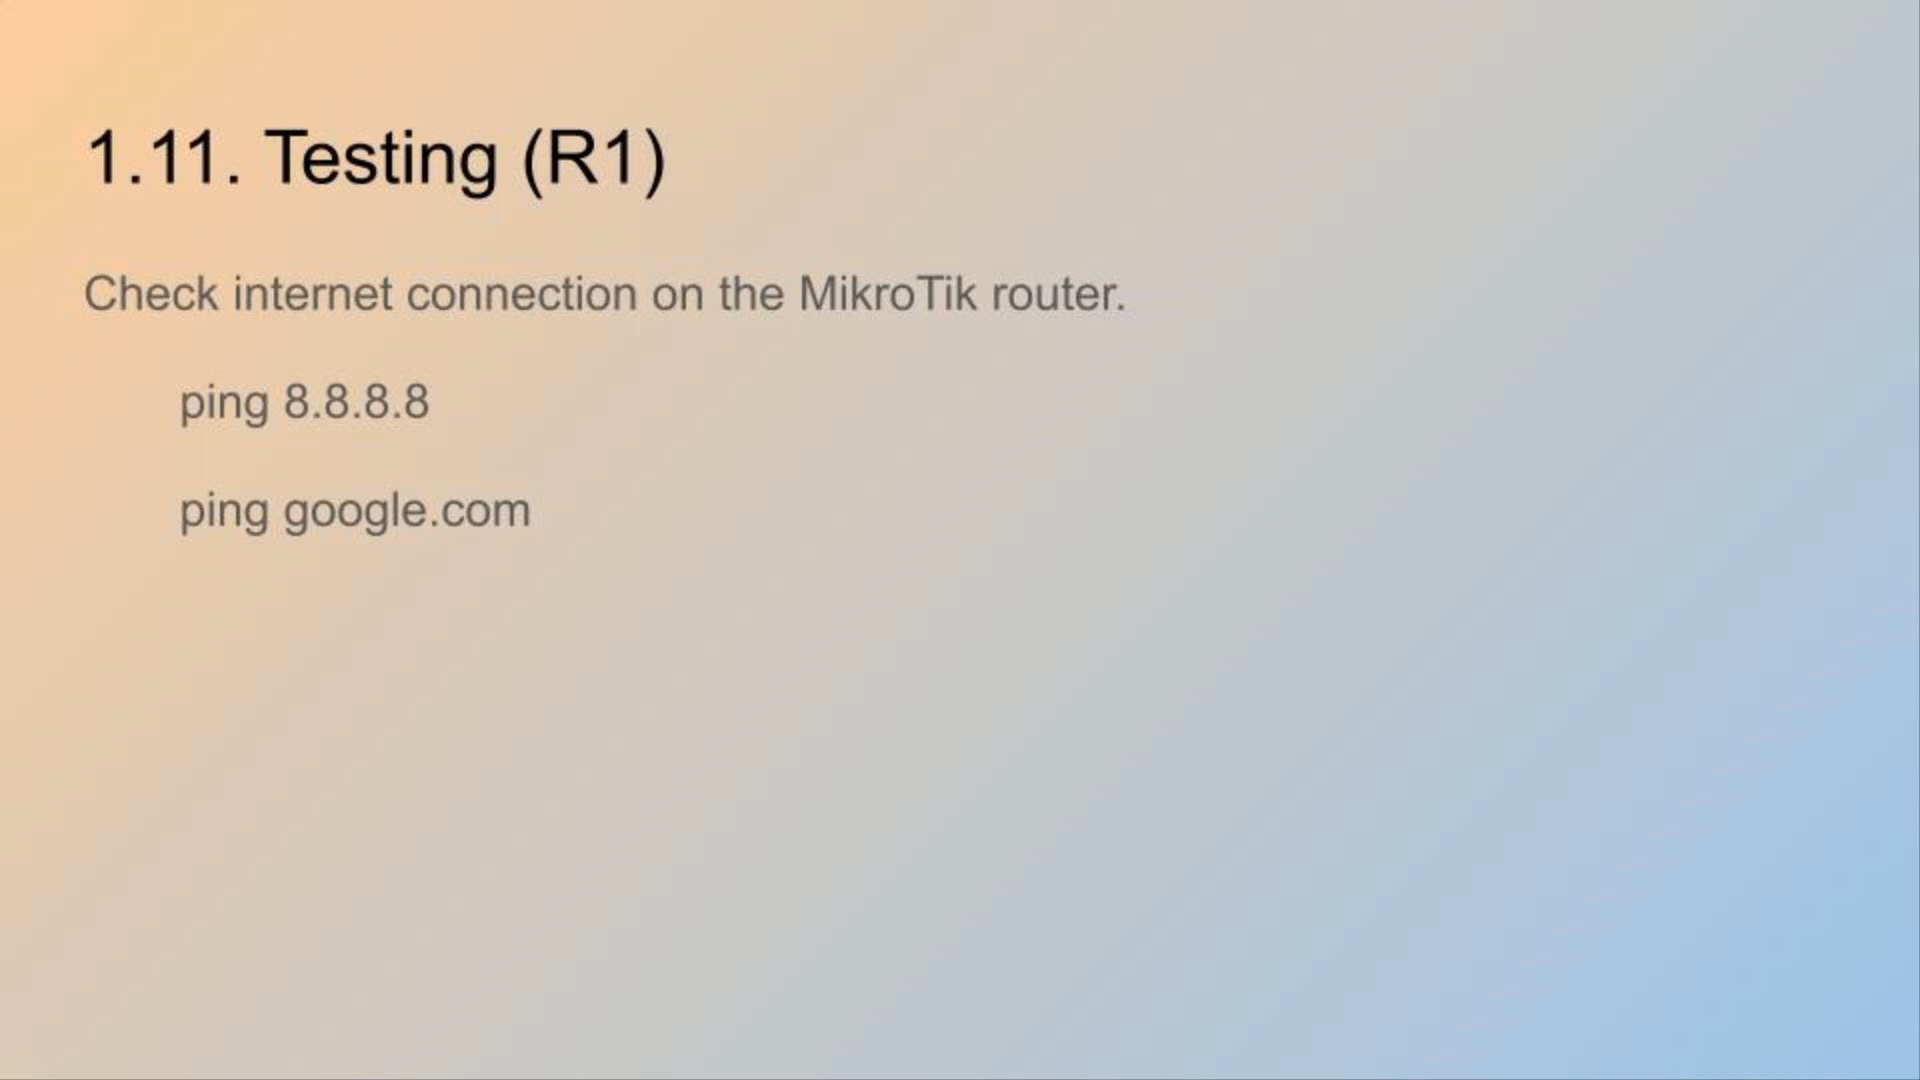 1.11. Testing (R1)
Check internet connection on the MikroTik router.
ping 8.8.8.8
ping google.com